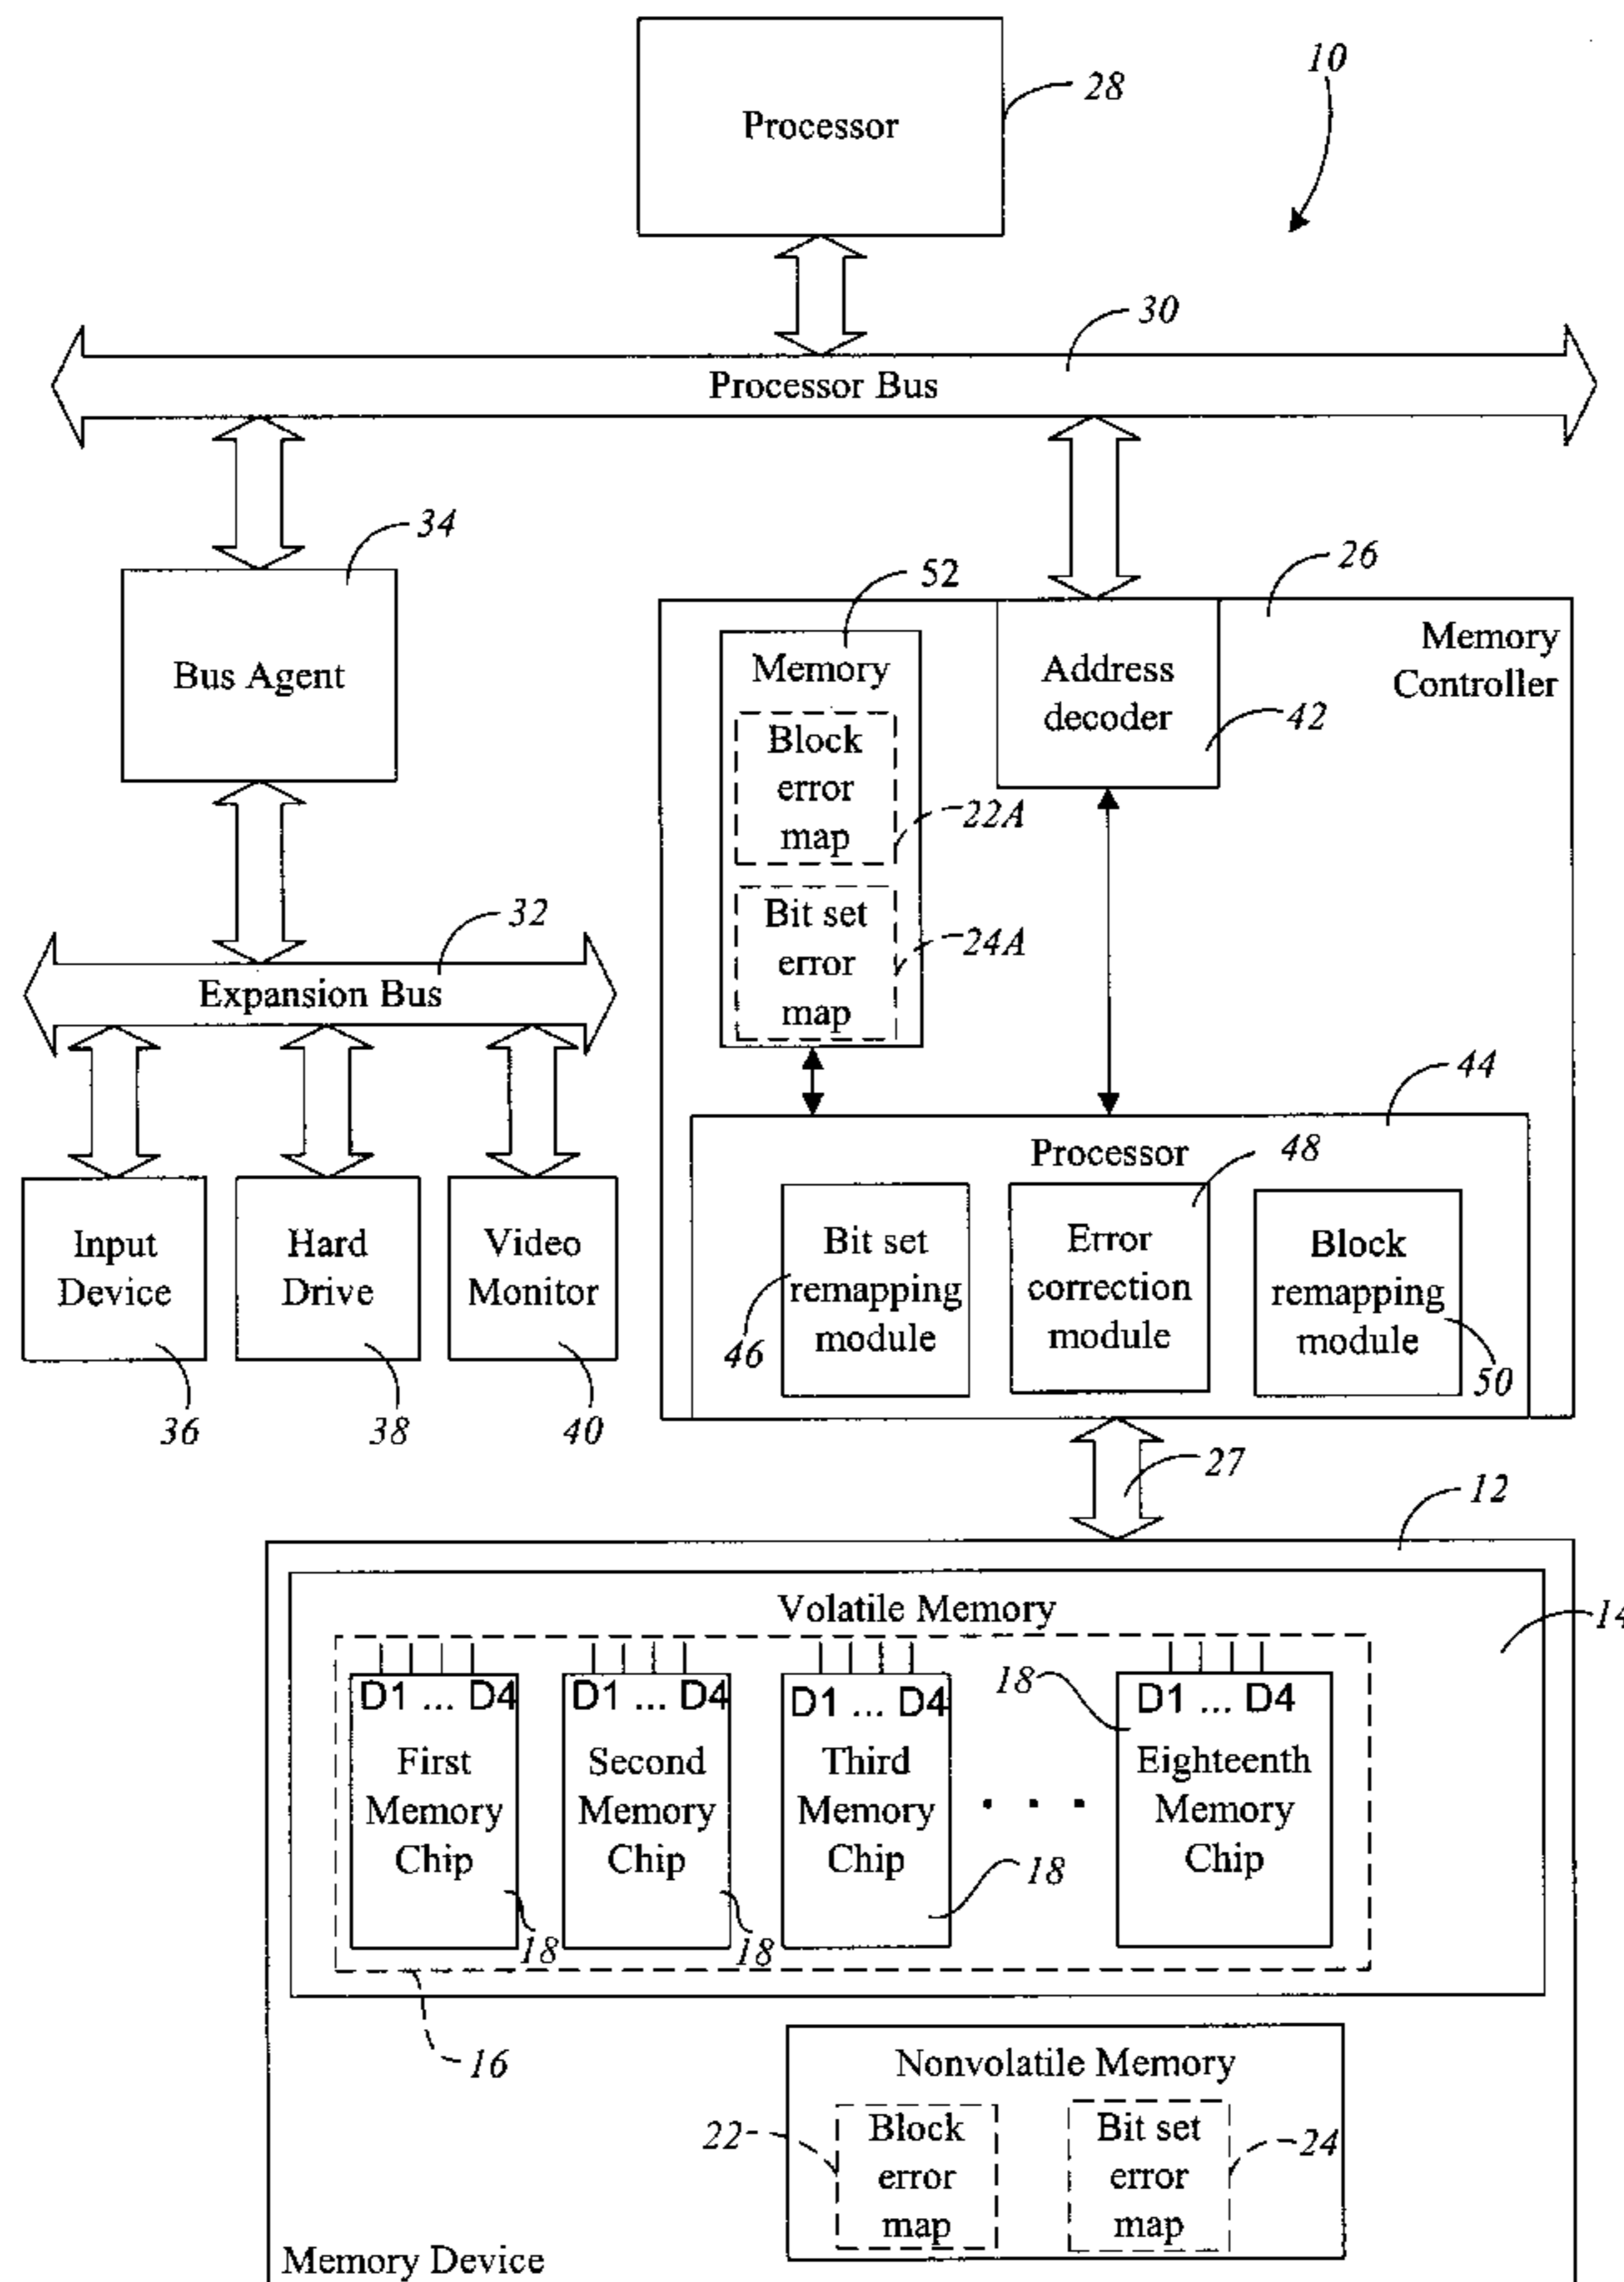 10
Processor
28
30
Processor Bus
34
Bus Agent
26
Memory
Controller
52
Memory
Address
decoder
42
Block
error
map
22A
Bit set
error
map
24A
32
Expansion Bus
44
Processor
48
Input
Device
36
Hard
Drive
38
Video
Monitor
40
Bit set
remapping
module
46
Error
correction
module
Block
remapping
module
50
27
12
Volatile Memory
14
D1 ... D4
First
Memory
Chip
18
D1 ... D4
Second
Memory
Chip
18
D1 ... D4
Third
Memory
Chip
18
. . .
18
D1 ... D4
Eighteenth
Memory
Chip
16
Nonvolatile Memory
22
Block
error
map
Bit set
error
map
24
Memory Device